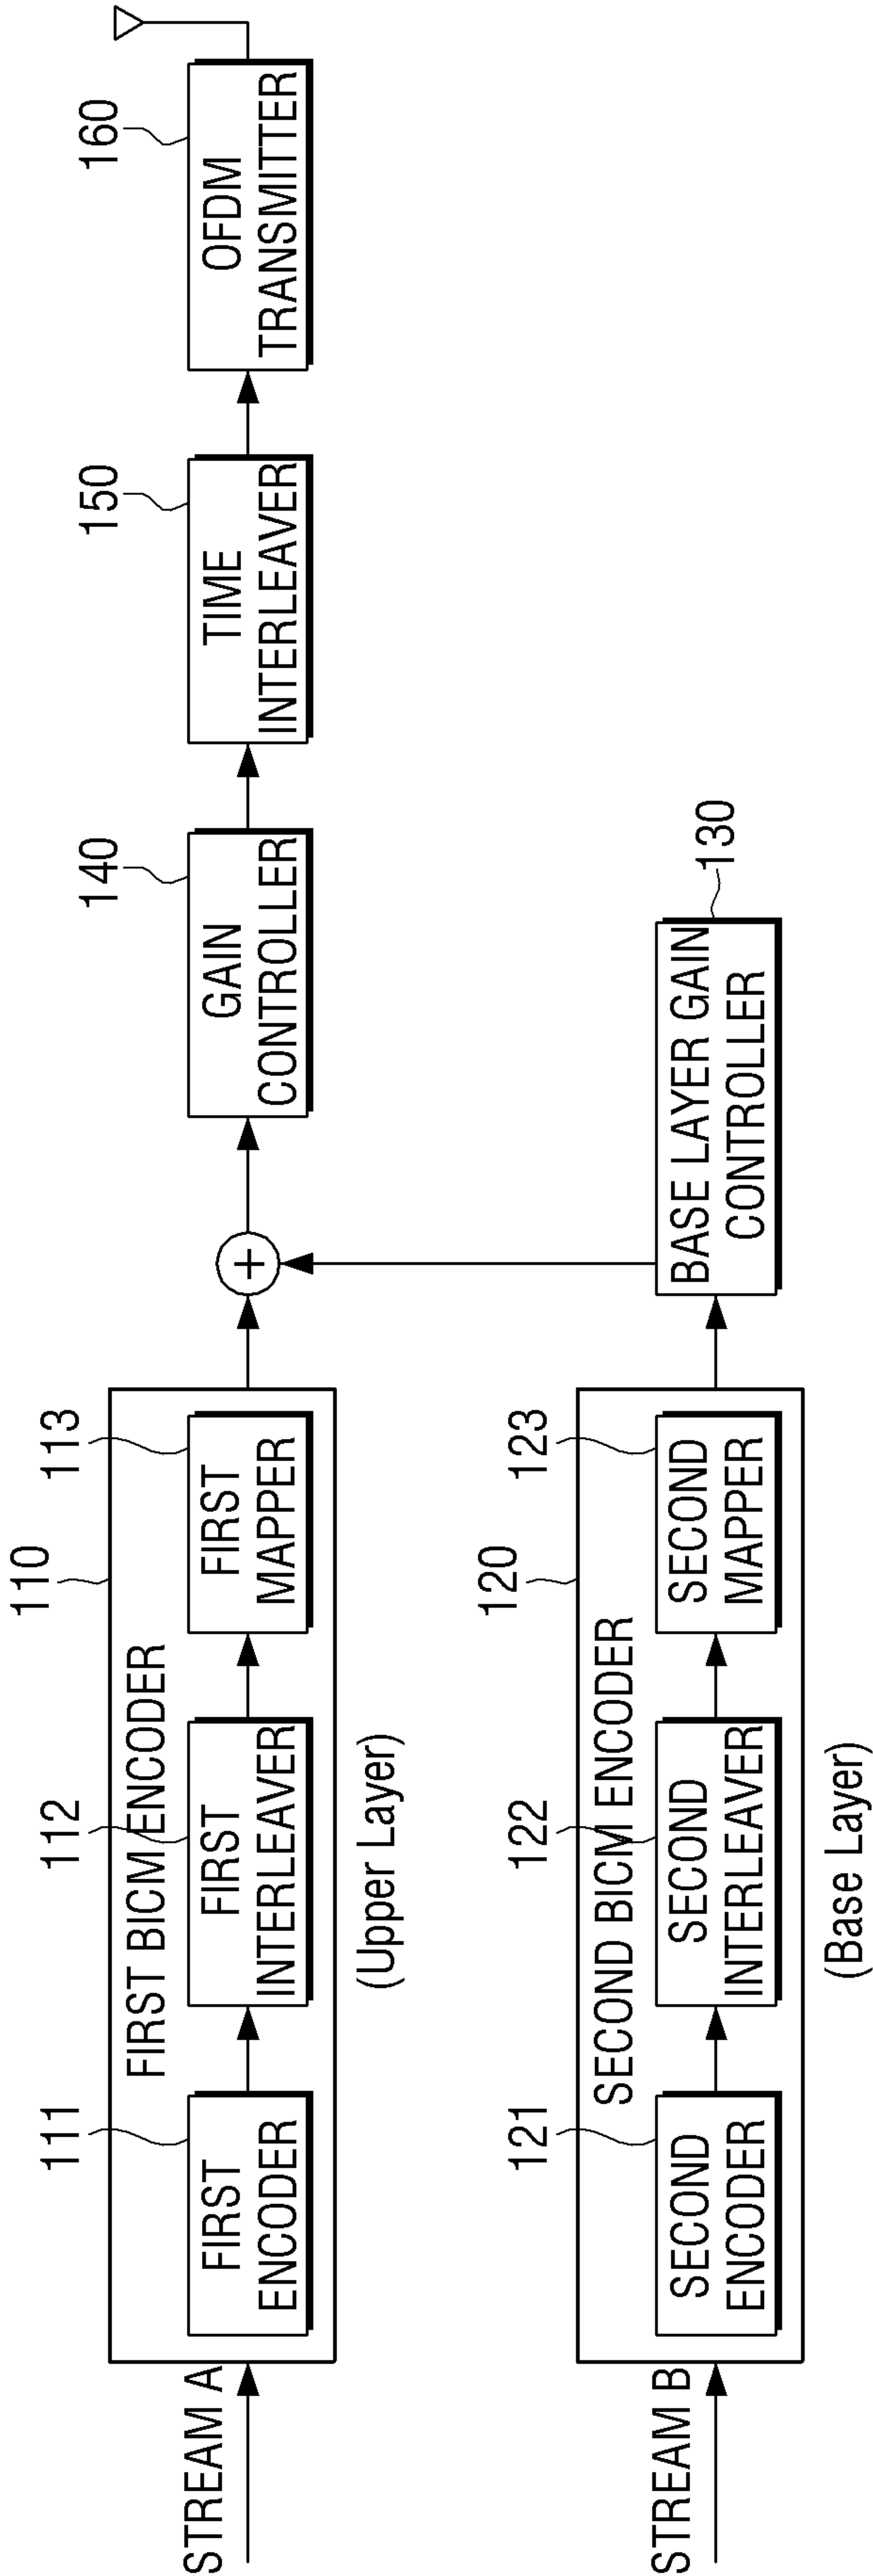 110
FIRST BICM ENCODER
111
112
113
140
150
160
STREAM A
FIRST
ENCODER
FIRST
INTERLEAVER
FIRST
MAPPER
+
GAIN
CONTROLLER
TIME
INTERLEAVER
OFDM
TRANSMITTER
(Upper Layer)
120
SECOND BICM ENCODER
121
122
123
STREAM B
SECOND
ENCODER
SECOND
INTERLEAVER
SECOND
MAPPER
BASE LAYER GAIN
CONTROLLER
130
(Base Layer)